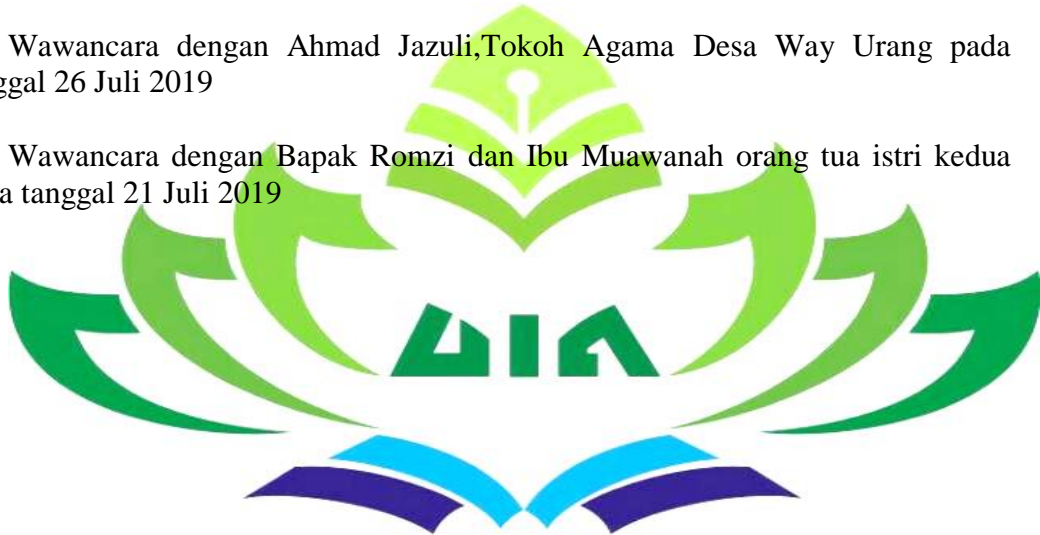 Wawancara dengan Ahmad Jazuli,Tokoh Agama Desa Way Urang pada
ggal 26 Juli 2019
Wawancara dengan Bapak Romzi dan Ibu Muawanah orang tua istri kedua
a tanggal 21 Juli 2019
UIN